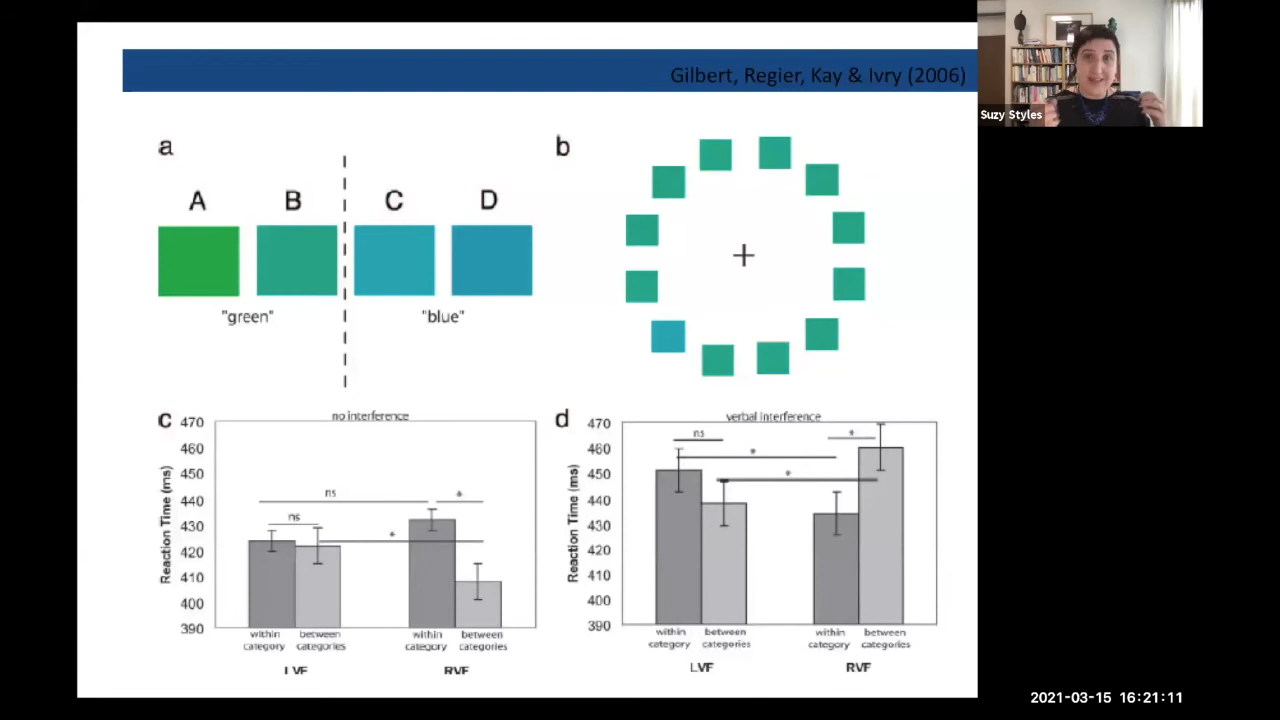 Gilbert, Regier, Kay & Ivry (2006)
Suzy Styles
a
A B C D
"green" "blue"
b
+
c
no interference
Reaction Time (ms)
470
460
450
440
430
420
410
400
390
ns
*
ns
*
within category
between categories
within category
between categories
LVF
RVF
d
verbal interference
Reaction Time (ms)
470
460
450
440
430
420
410
400
390
ns
*
*
*
within category
between categories
within category
between categories
LVF
RVF
2021-03-15 16:21:11